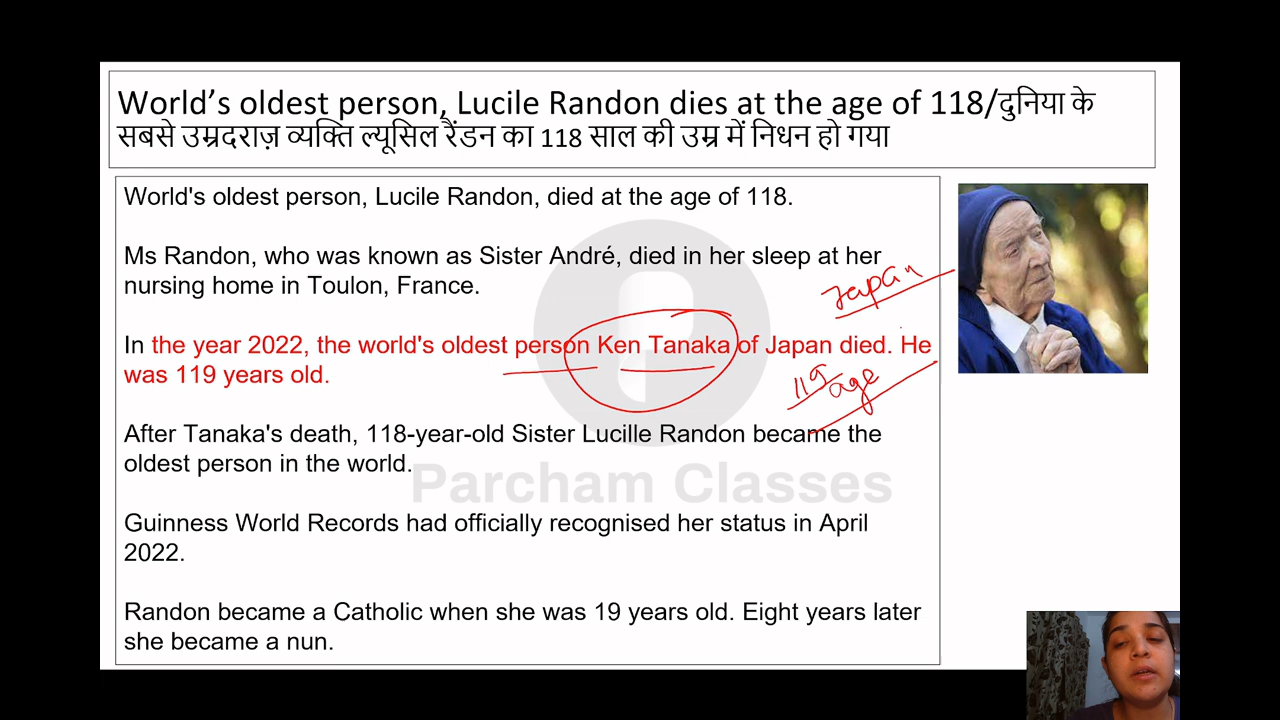 World’s oldest person, Lucile Randon dies at the age of 118/दुनिया के
सबसे उम्रदराज़ व्यक्ति ल्यूसिल रैंडन का 118 साल की उम्र में निधन हो गया
World's oldest person, Lucile Randon, died at the age of 118.
Ms Randon, who was known as Sister André, died in her sleep at her
nursing home in Toulon, France.
Japan
In the year 2022, the world's oldest person Ken Tanaka of Japan died. He
was 119 years old.
119 age
After Tanaka's death, 118-year-old Sister Lucille Randon became the
oldest person in the world.
Parcham Classes
Guinness World Records had officially recognised her status in April
2022.
Randon became a Catholic when she was 19 years old. Eight years later
she became a nun.